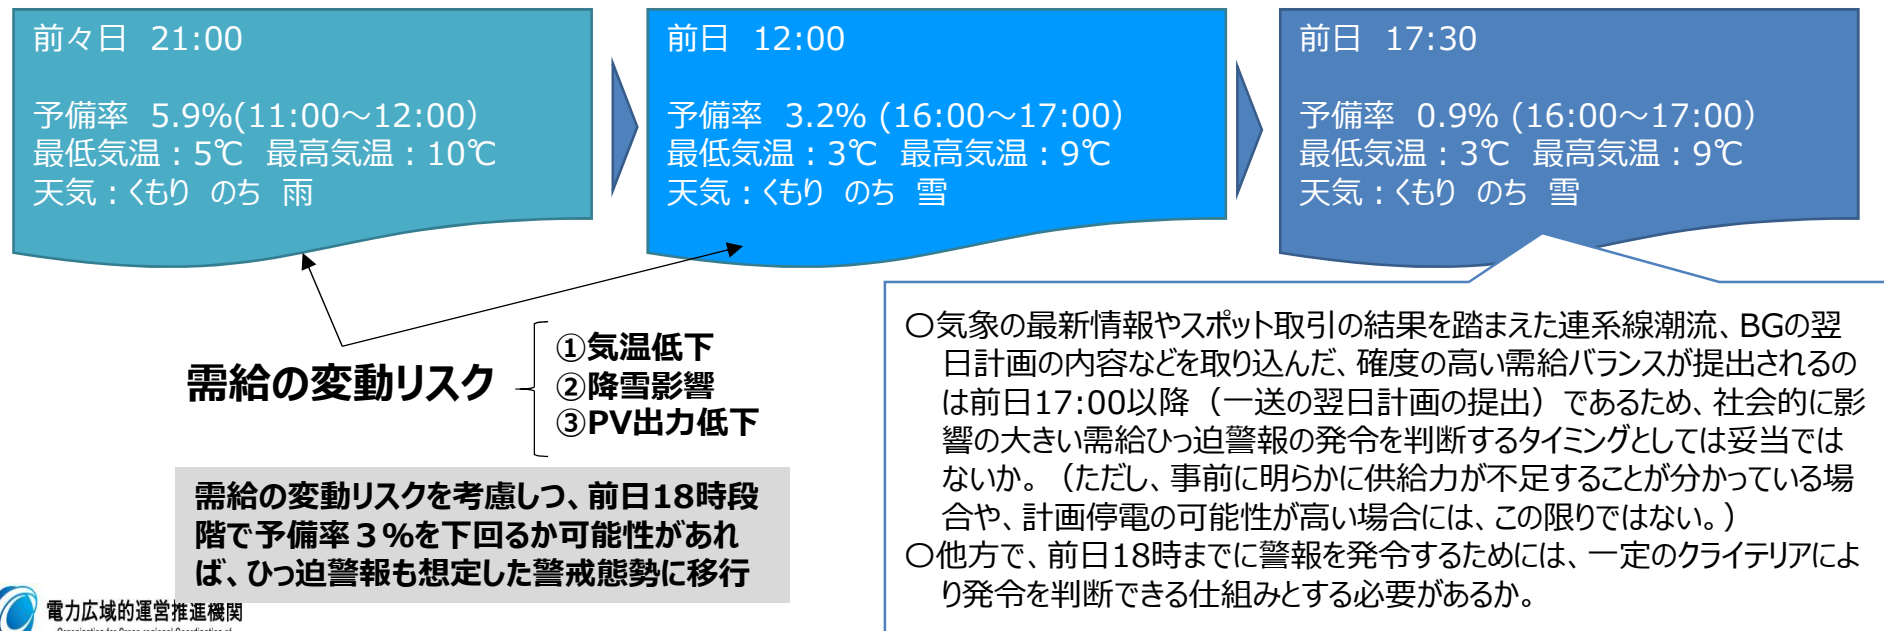 前々日 21:00
予備率 5.9%(11:00～12:00)
最低気温：5℃ 最高気温：10℃
天気：くもり のち 雨
前日 12:00
予備率 3.2% (16:00～17:00)
最低気温：3℃ 最高気温：9℃
天気：くもり のち 雪
前日 17:30
予備率 0.9% (16:00～17:00)
最低気温：3℃ 最高気温：9℃
天気：くもり のち 雪
需給の変動リスク
①気温低下
②降雪影響
③PV出力低下
需給の変動リスクを考慮しつつ、前日18時段
階で予備率３%を下回るか可能性があれ
ば、ひっ迫警報も想定した警戒態勢に移行
〇気象の最新情報やスポット取引の結果を踏まえた連系線潮流、BGの翌
日計画の内容などを取り込んだ、確度の高い需給バランスが提出されるの
は前日17:00以降（一送の翌日計画の提出）であるため、社会的に影
響の大きい需給ひっ迫警報の発令を判断するタイミングとしては妥当では
ないか。（ただし、事前に明らかに供給力が不足することが分かっている場
合や、計画停電の可能性が高い場合には、この限りではない。）
〇他方で、前日18時までに警報を発令するためには、一定のクライテリアによ
り発令を判断できる仕組みとする必要があるか。
電力広域的運営推進機関